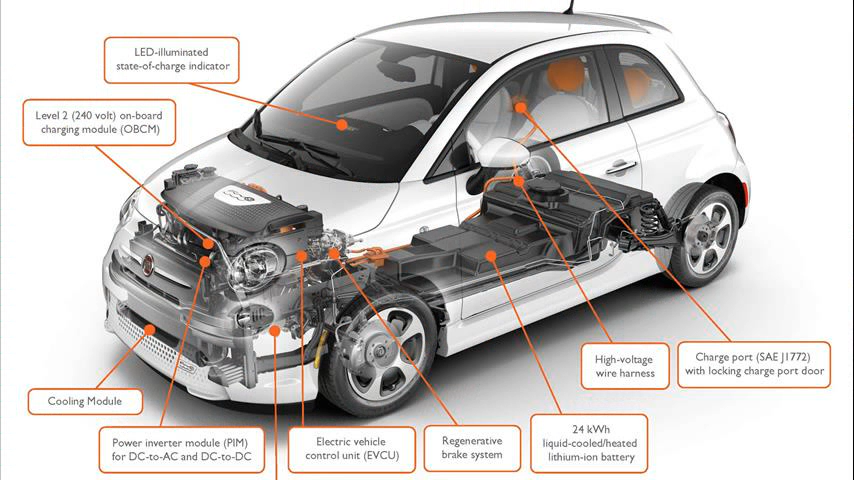 LED-illuminated
state-of-charge indicator
Level 2 (240 volt) on-board
charging module (OBCM)
Cooling Module
Power inverter module (PIM)
for DC-to-AC and DC-to-DC
Electric vehicle
control unit (EVCU)
Regenerative
brake system
24 kWh
liquid-cooled/heated
lithium-ion battery
High-voltage
wire harness
Charge port (SAE J1772)
with locking charge port door